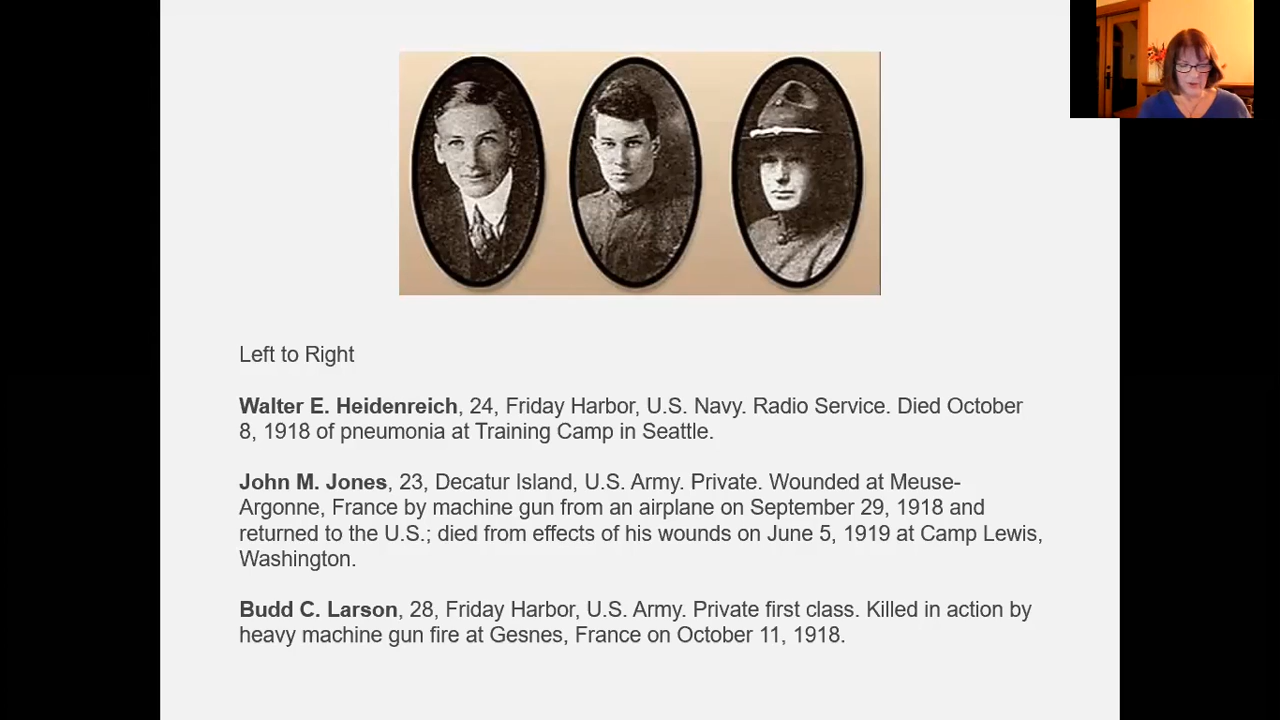 Left to Right
Walter E. Heidenreich, 24, Friday Harbor, U.S. Navy. Radio Service. Died October
8, 1918 of pneumonia at Training Camp in Seattle.
John M. Jones, 23, Decatur Island, U.S. Army. Private. Wounded at Meuse-
Argonne, France by machine gun from an airplane on September 29, 1918 and
returned to the U.S.; died from effects of his wounds on June 5, 1919 at Camp Lewis,
Washington.
Budd C. Larson, 28, Friday Harbor, U.S. Army. Private first class. Killed in action by
heavy machine gun fire at Gesnes, France on October 11, 1918.